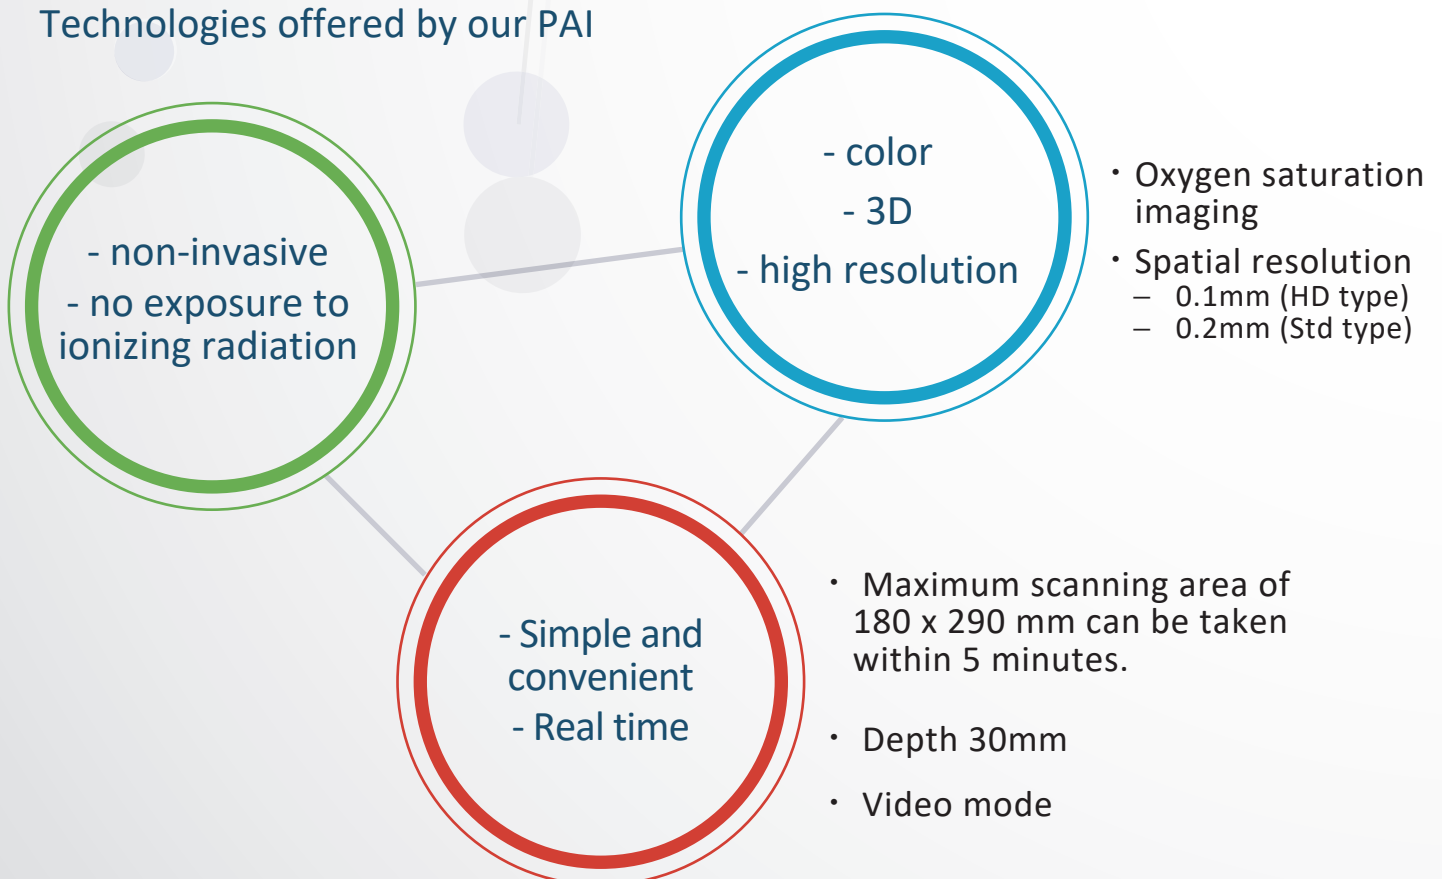 Technologies offered by our PAI
- non-invasive
- no exposure to
ionizing radiation
- color
- 3D
- high resolution
· Oxygen saturation
imaging
· Spatial resolution
– 0.1mm (HD type)
– 0.2mm (Std type)
- Simple and
convenient
- Real time
· Maximum scanning area of
180 x 290 mm can be taken
within 5 minutes.
· Depth 30mm
· Video mode